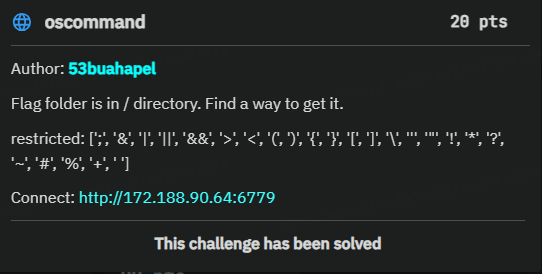 oscommand 20 pts
Author: 53buahapel
Flag folder is in / directory. Find a way to get it.
restricted: [';', '&', '|', '||', '&&', '>', '<', '(', ')', '{', '}', '[', ']', '\', "'", '"', '!', '*', '?',
'~', '#', '%', '+', ' ']
Connect: http://172.188.90.64:6779
This challenge has been solved